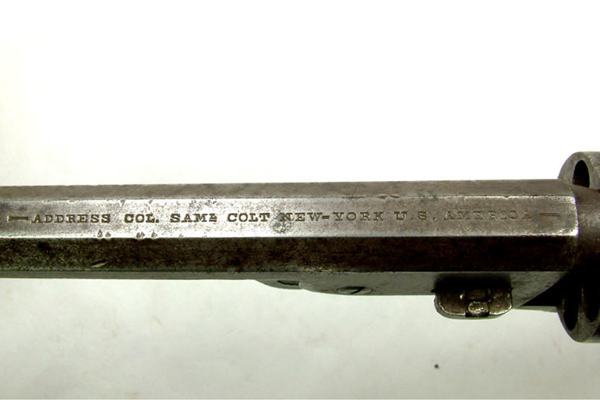 — ADDRESS COL. SAMˡ COLT NEW-YORK U.S. AMERICA —